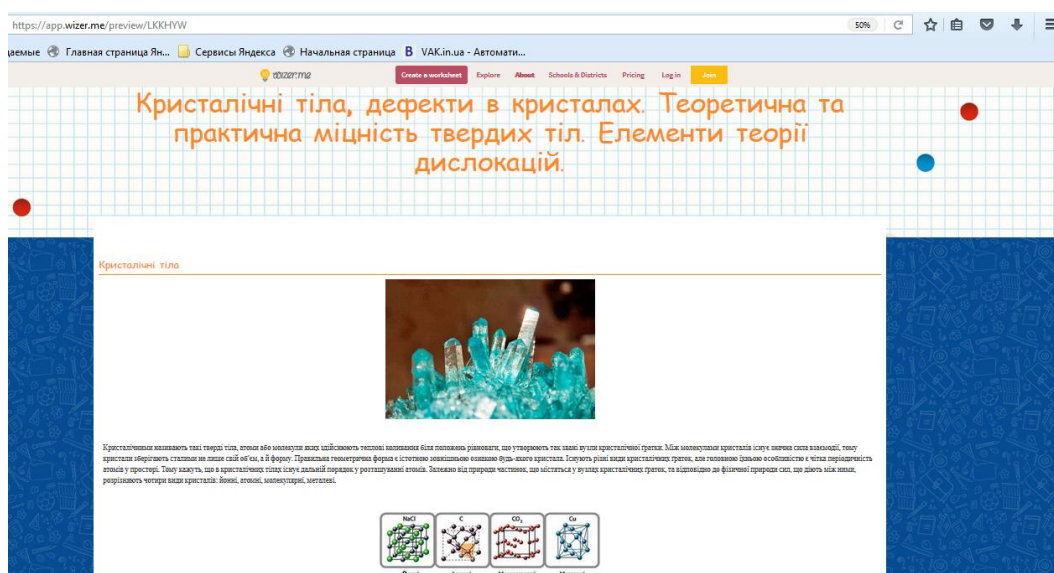 https://app.wizer.me/preview/LKKHYW
50%
Главная страница Ян... Сервисы Яндекса Начальная страница VAK.in.ua - Автомати...
wizer.me Create a worksheet Explore About Schools & Districts Pricing Log in Join
Кристалічні тіла, дефекти в кристалах. Теоретична та
практична міцність твердих тіл. Елементи теорії
дислокацій.
Кристалічні тіла
Кристалічними називають такі тверді тіла, атоми або молекули яких здійснюють теплові коливання біля положень рівноваги, що утворюють так звані вузли кристалічної ґратки. Між молекулами кристалів існує значна сила взаємодії, тому
кристали зберігають сталими не лише свій об'єм, а й форму. Правильна геометрична форма є істотною зовнішньою ознакою будь-якого кристала. Існують різні види кристалічних ґраток, але головною їхньою особливістю є чітка періодичність
атомів у просторі. Тому кажуть, що в кристалічних тілах існує дальній порядок у розташуванні атомів. Залежно від природи частинок, що містяться у вузлах кристалічних ґраток, та відповідно до фізичної природи сил, що діють між ними,
розрізняють чотири види кристалів: йонні, атомні, молекулярні, металеві.
NaCl C CO₂ Cu